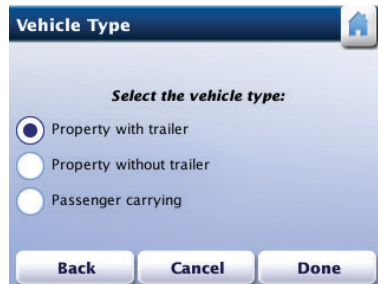 Vehicle Type
Select the vehicle type:
Property with trailer
Property without trailer
Passenger carrying
Back Cancel Done